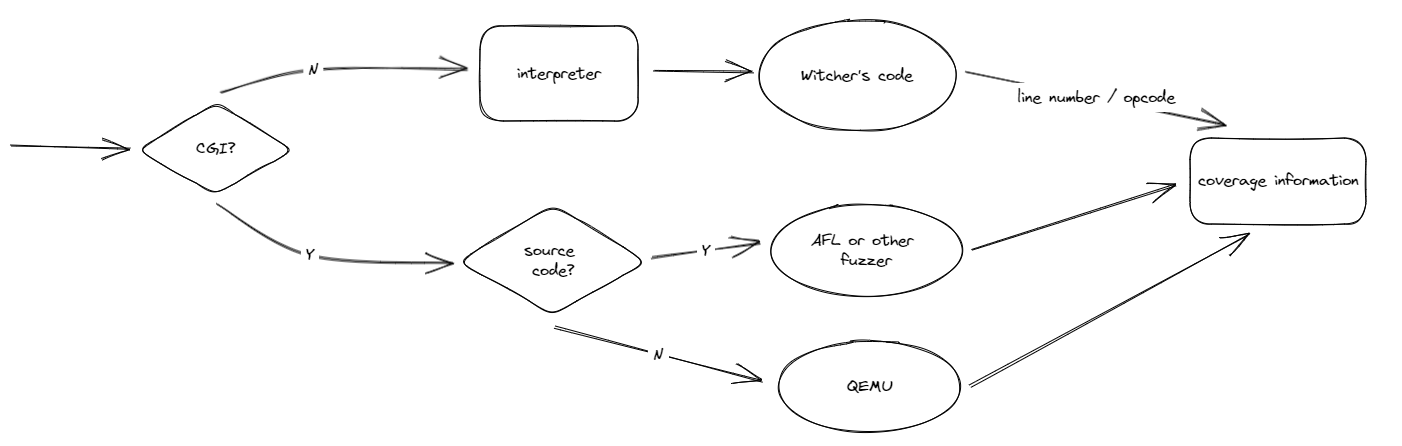 N
interpreter
Witcher's code
line number / opcode
CGI?
coverage information
Y
source
code?
Y
AFL or other
fuzzer
N
QEMU